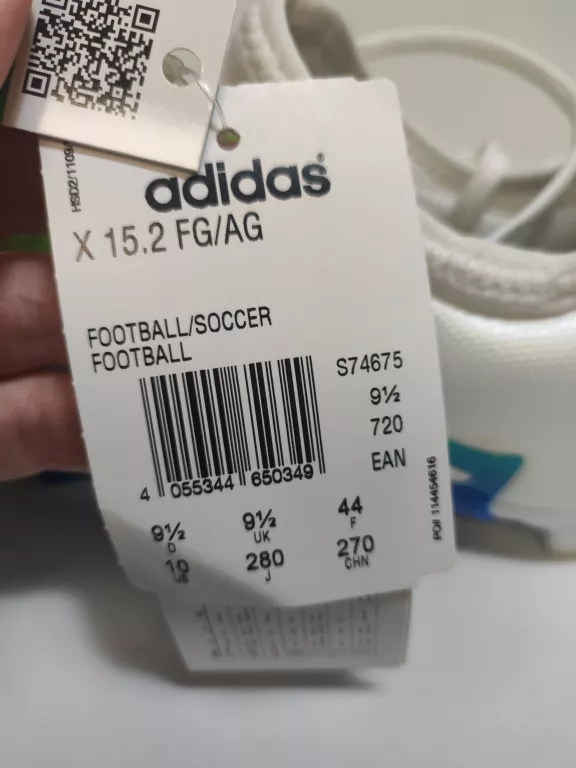 adidas®
X 15.2 FG/AG
FOOTBALL/SOCCER
FOOTBALL
S74675
9½
720
EAN
4 055344 650349
9½ 9½ 44
D UK F
10 280 270
US J CHN
PO# 114454616